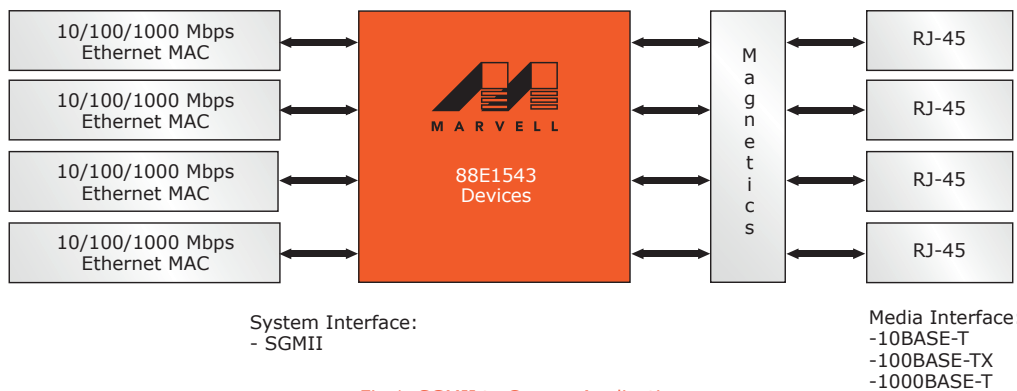 10/100/1000 Mbps
Ethernet MAC
10/100/1000 Mbps
Ethernet MAC
10/100/1000 Mbps
Ethernet MAC
10/100/1000 Mbps
Ethernet MAC
MARVELL
88E1543
Devices
M
a
g
n
e
t
i
c
s
RJ-45
RJ-45
RJ-45
RJ-45
System Interface:
- SGMII
Media Interface
-10BASE-T
-100BASE-TX
-1000BASE-T